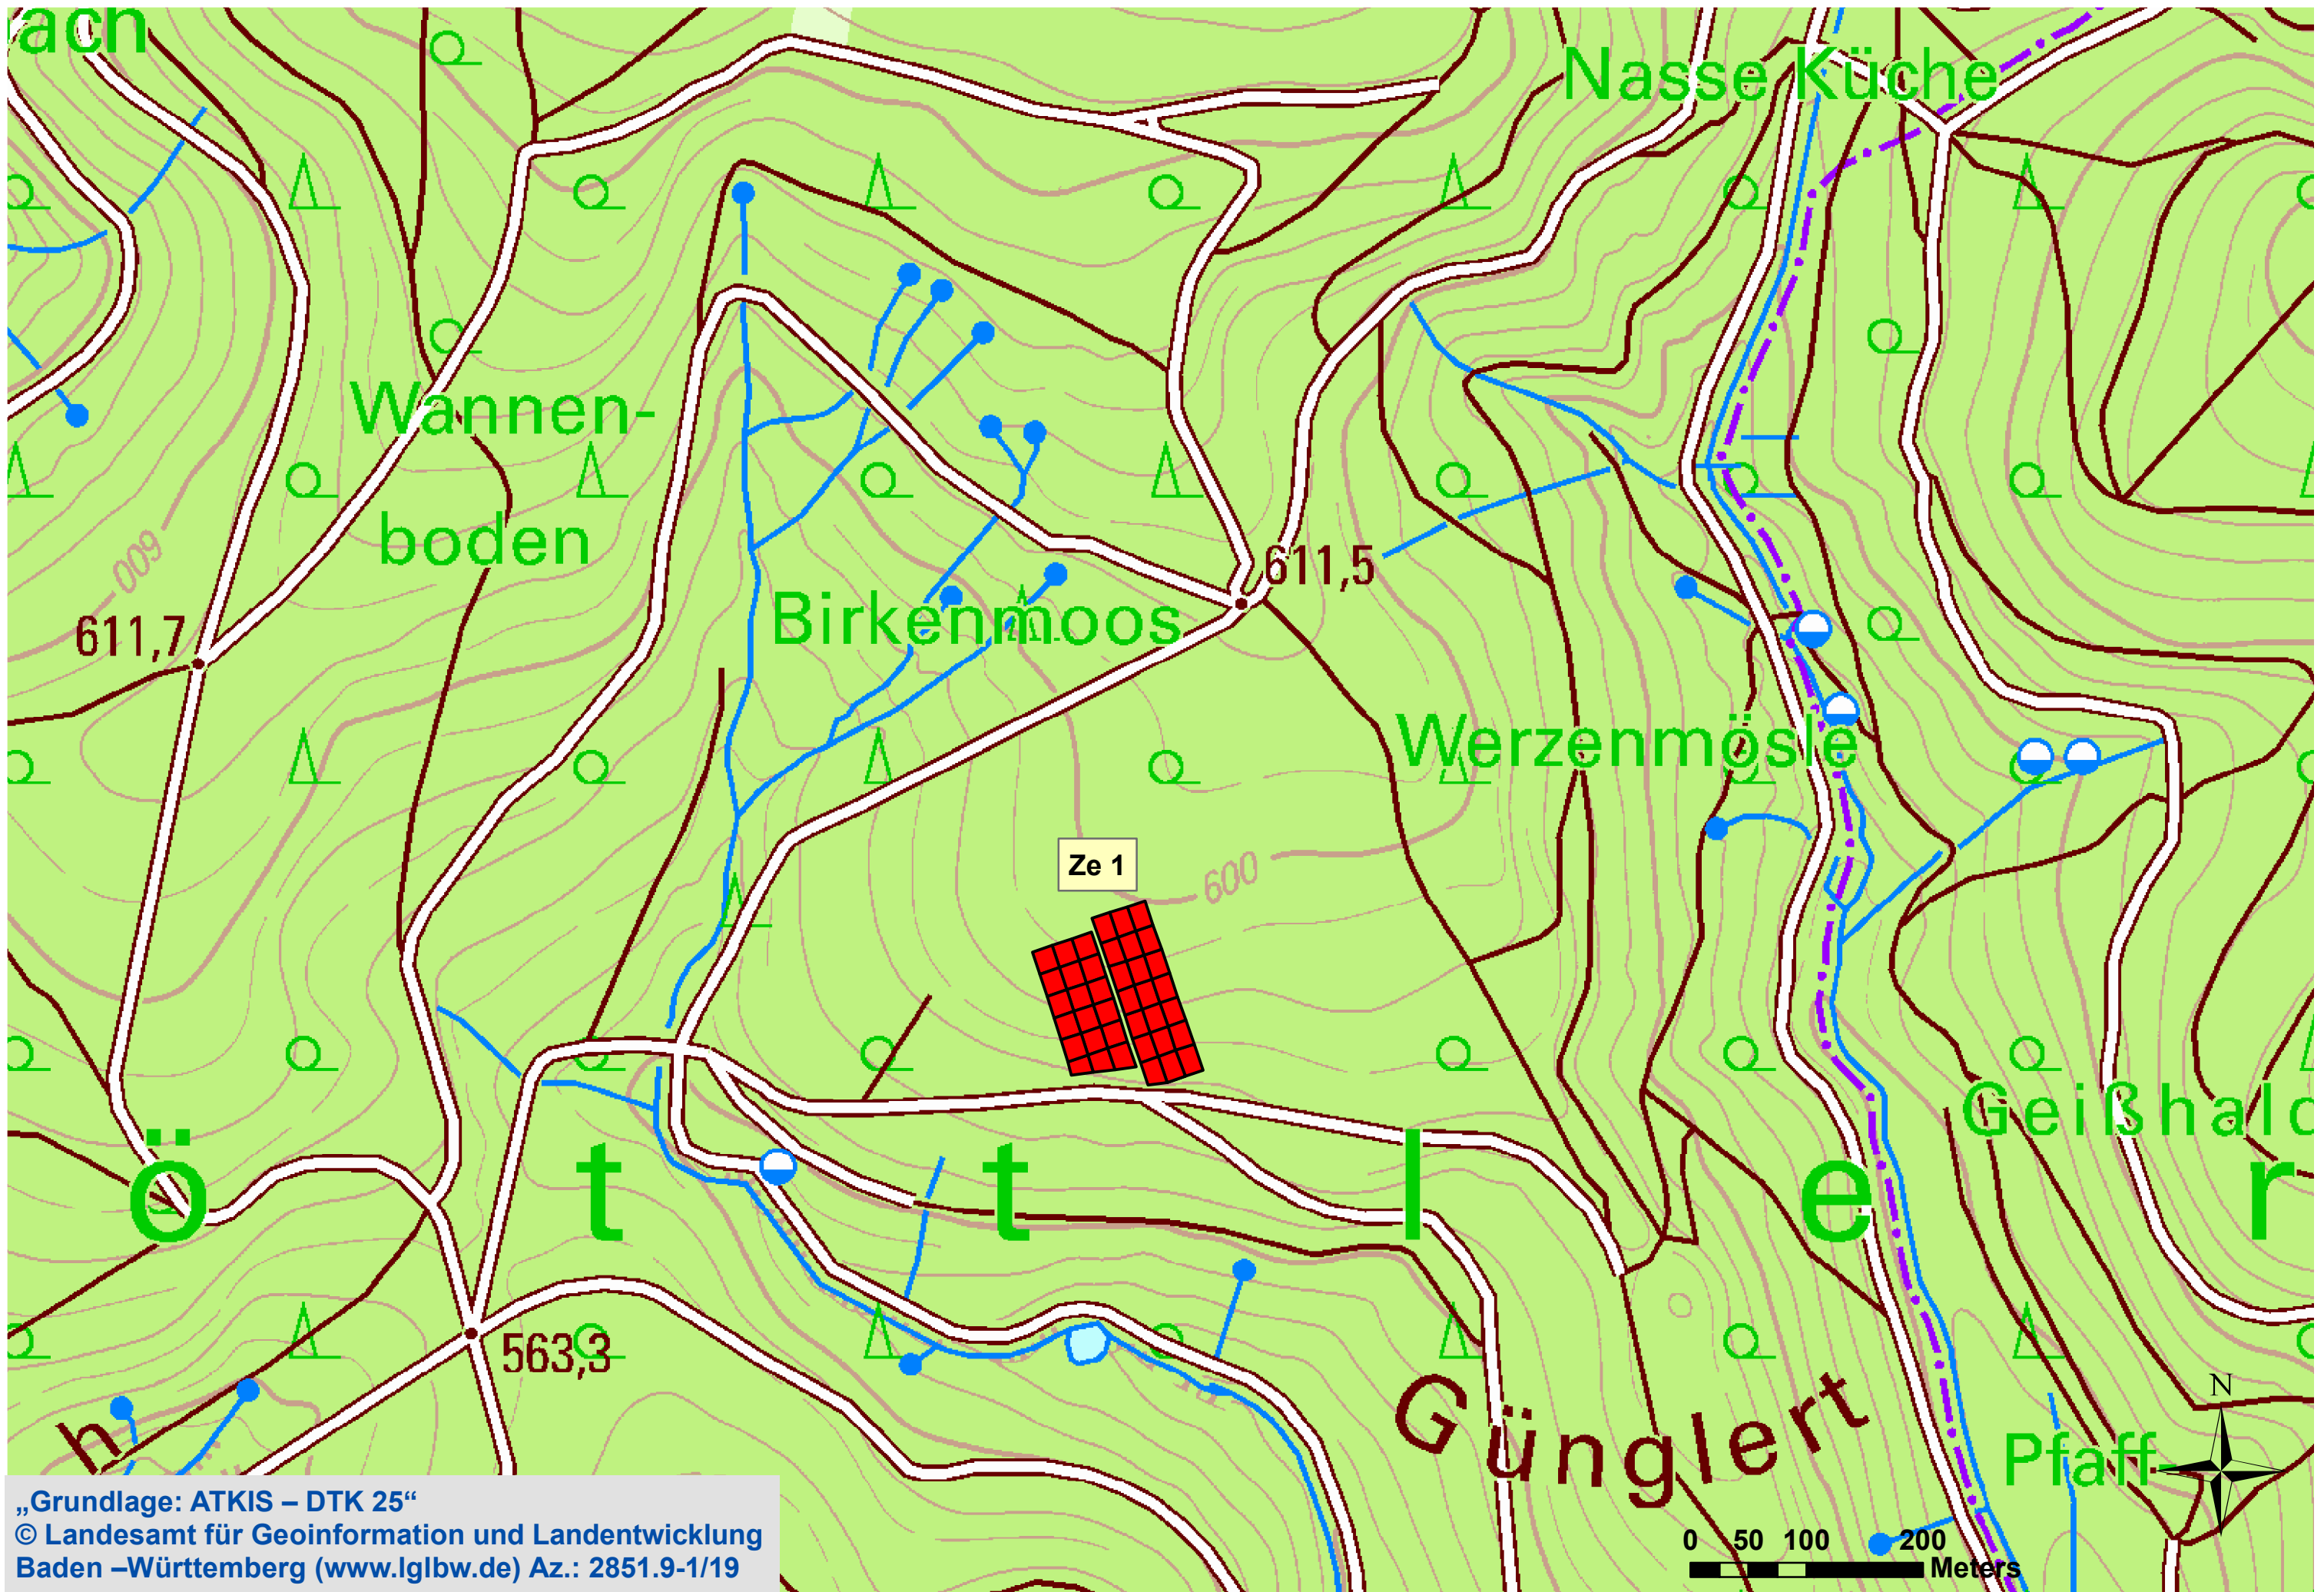 ach
Nasse Küche
Wannen-
boden
600
611,7
611,5
Birkenmoos
Werzenmösle
Ze 1
600
Geißhald
ö t t l e r
563,3
Günglert
h
Pfaff-
N
0 50 100 200
Meters
„Grundlage: ATKIS – DTK 25“
© Landesamt für Geoinformation und Landentwicklung
Baden –Württemberg (www.lglbw.de) Az.: 2851.9-1/19